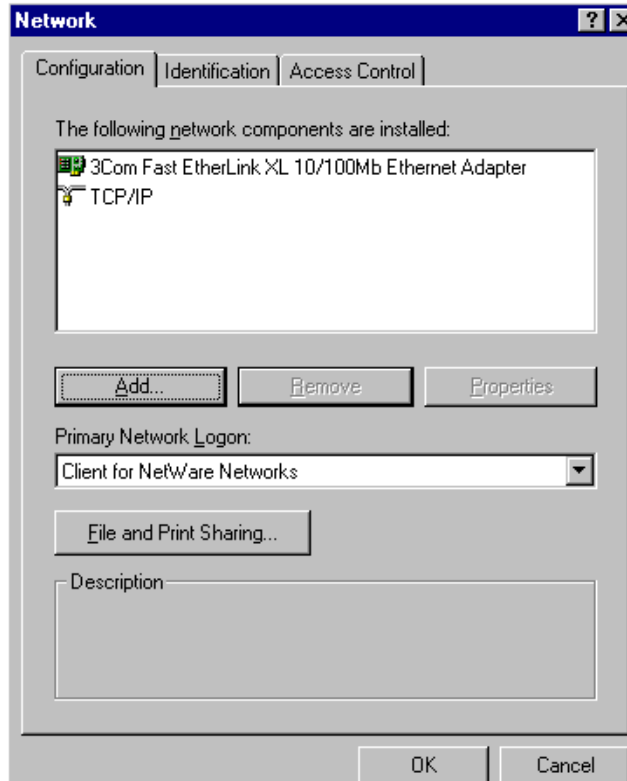 Network
Configuration Identification Access Control
The following network components are installed:
3Com Fast EtherLink XL 10/100Mb Ethernet Adapter
TCP/IP
Add... Remove Properties
Primary Network Logon:
Client for NetWare Networks
File and Print Sharing...
Description
OK Cancel